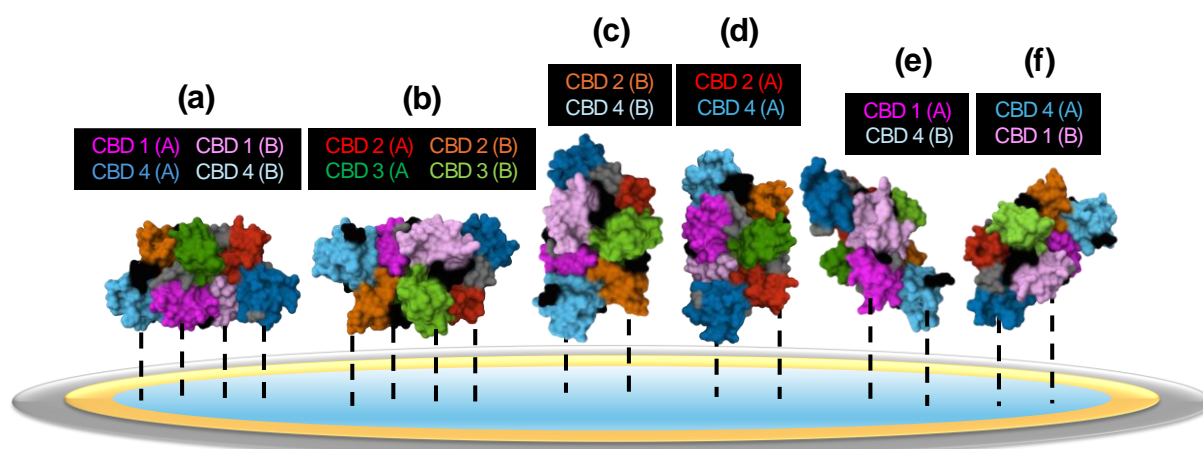 (a)
CBD 1 (A) CBD 1 (B)
CBD 4 (A) CBD 4 (B)
(b)
CBD 2 (A) CBD 2 (B)
CBD 3 (A CBD 3 (B)
(c)
CBD 2 (B)
CBD 4 (B)
(d)
CBD 2 (A)
CBD 4 (A)
(e)
CBD 1 (A)
CBD 4 (B)
(f)
CBD 4 (A)
CBD 1 (B)